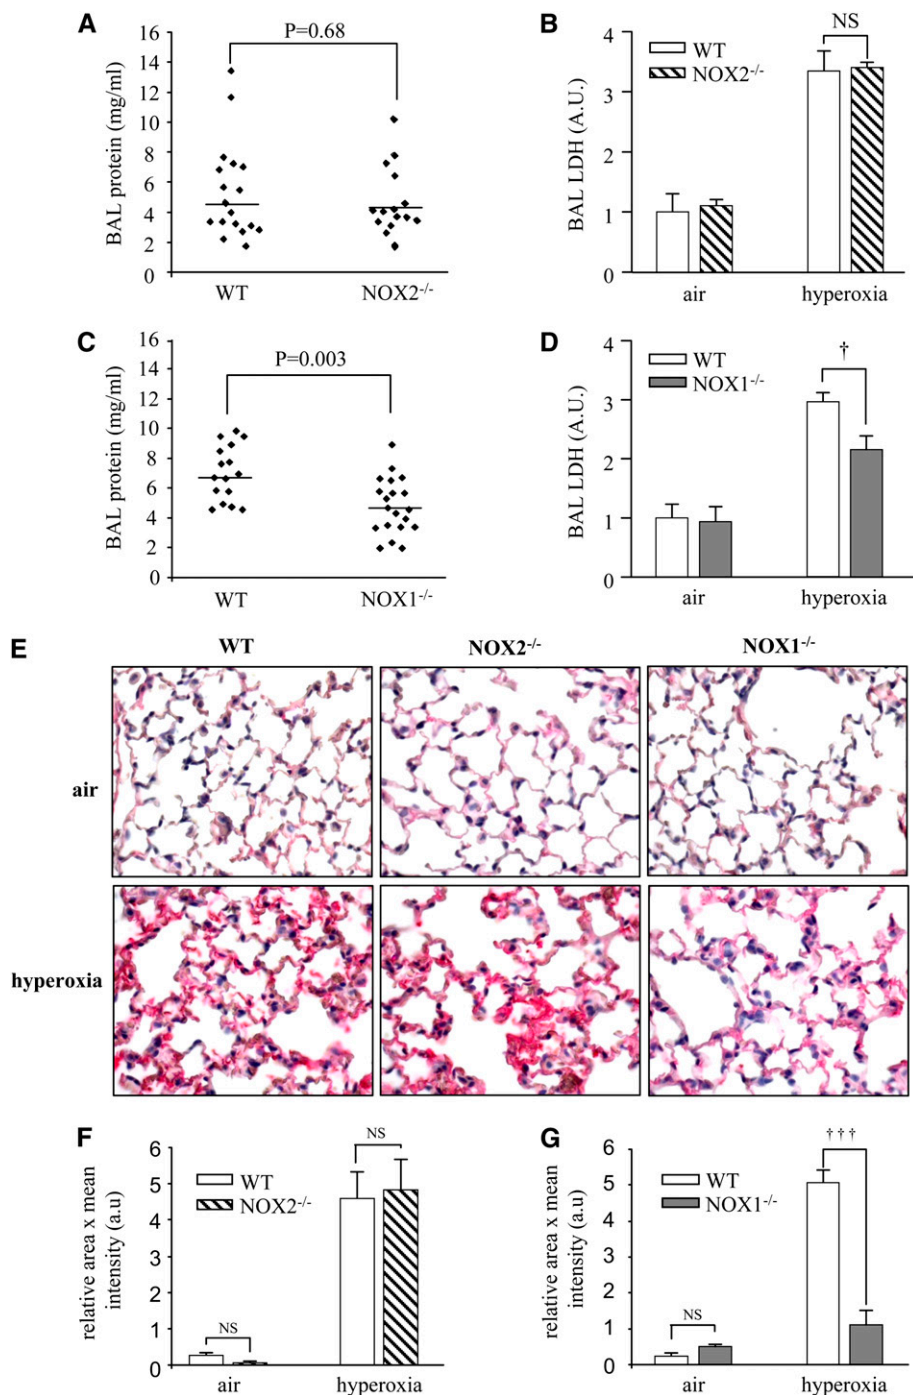 A
P=0.68
BAL protein (mg/ml)
16
14
12
10
8
6
4
2
0
WT
NOX2-/-
B
NS
WT
NOX2-/-
BAL LDH (A.U.)
4
3
2
1
0
air
hyperoxia
C
P=0.003
BAL protein (mg/ml)
16
14
12
10
8
6
4
2
0
WT
NOX1-/-
D
†
WT
NOX1-/-
BAL LDH (A.U.)
4
3
2
1
0
air
hyperoxia
E
WT
NOX2-/-
NOX1-/-
air
hyperoxia
F
NS
WT
NOX2-/-
relative area x mean
intensity (a.u)
6
5
4
3
2
1
0
NS
air
hyperoxia
G
†††
WT
NOX1-/-
relative area x mean
intensity (a.u)
6
5
4
3
2
1
0
NS
air
hyperoxia